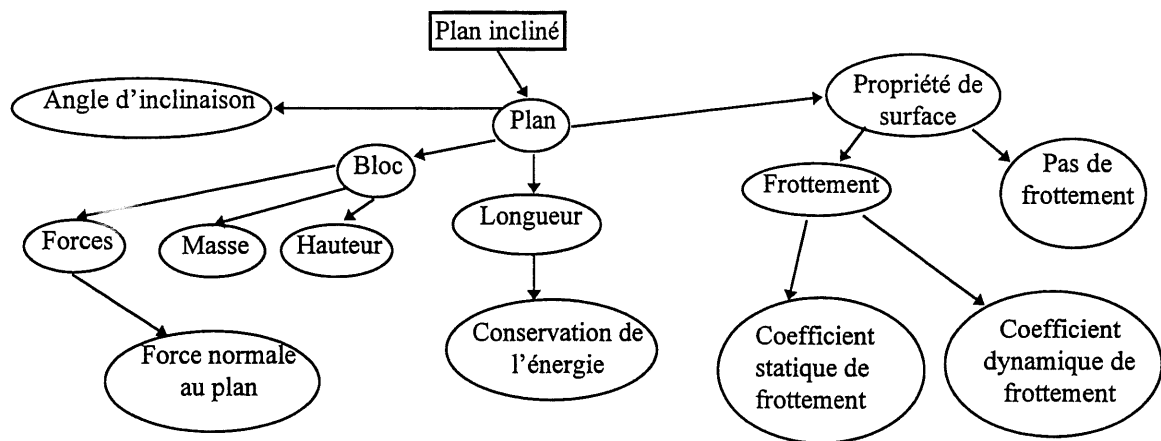 Plan incliné
Angle d'inclinaison
Plan
Propriété de
surface
Bloc
Frottement
Pas de
frottement
Forces
Masse
Hauteur
Longueur
Force normale
au plan
Conservation de
l'énergie
Coefficient
statique de
frottement
Coefficient
dynamique de
frottement